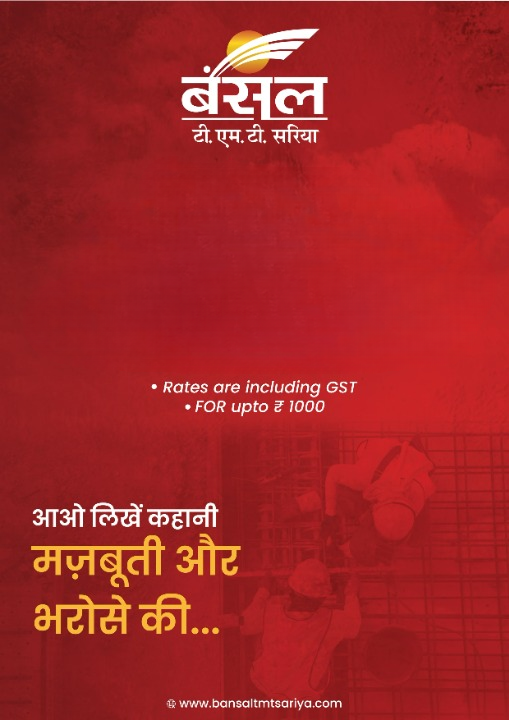 बंसल
टी. एम. टी. सरिया
• Rates are including GST
• FOR upto ₹ 1000
आओ लिखें कहानी
मज़बूती और
भरोसे की...
www.bansaltmtsariya.com